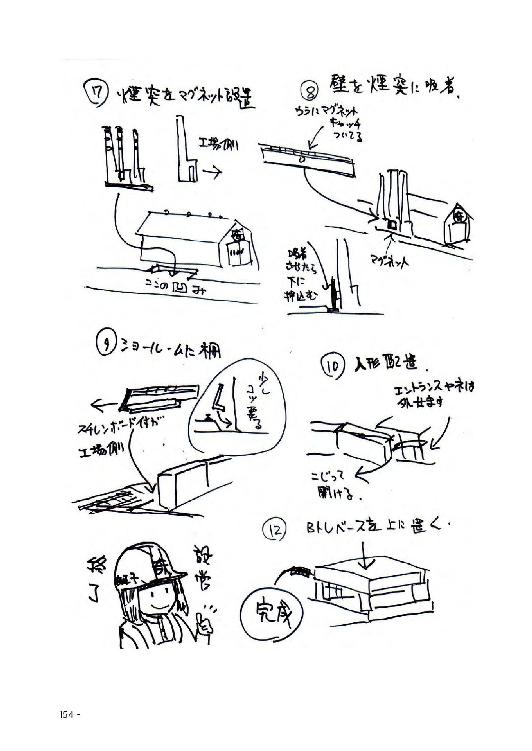 ⑦ 煙突をマグネット設置
工場側
ココの凹み
⑧ 壁を煙突に吸着.
ウラにマグネット
キャッチ
ついてる
マグネット
吸着
させたら
下に
押込む
⑨ ショールームに棚
少し
コツ要る
スチレンボード付が
工場側
⑩ 人形配置.
エントランスヤネは
外せます
こじって
開ける.
⑫ Bトレベースを上に置く.
完成
設営
終了
154 -